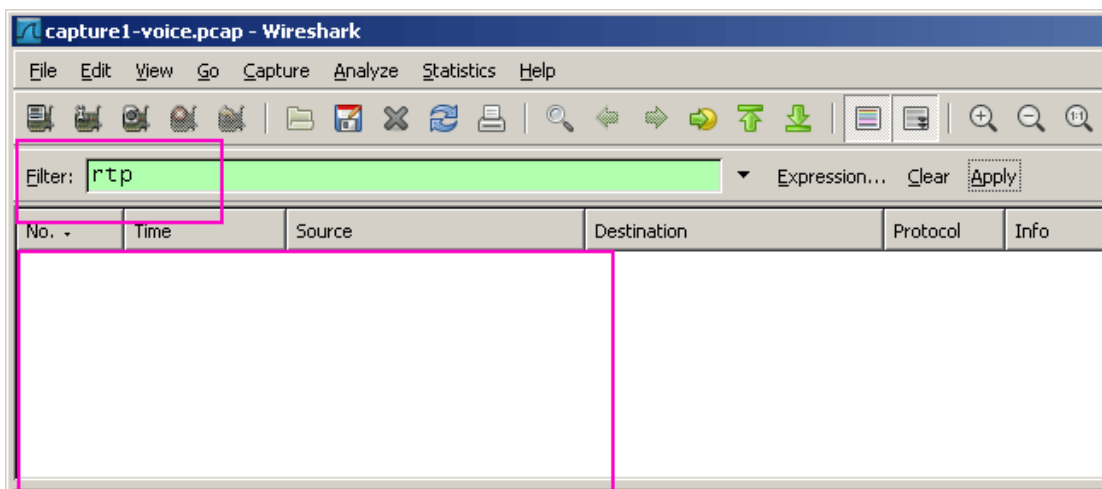 capture1-voice.pcap - Wireshark
File Edit View Go Capture Analyze Statistics Help
Filter: rtp Expression... Clear Apply
No. - Time Source Destination Protocol Info